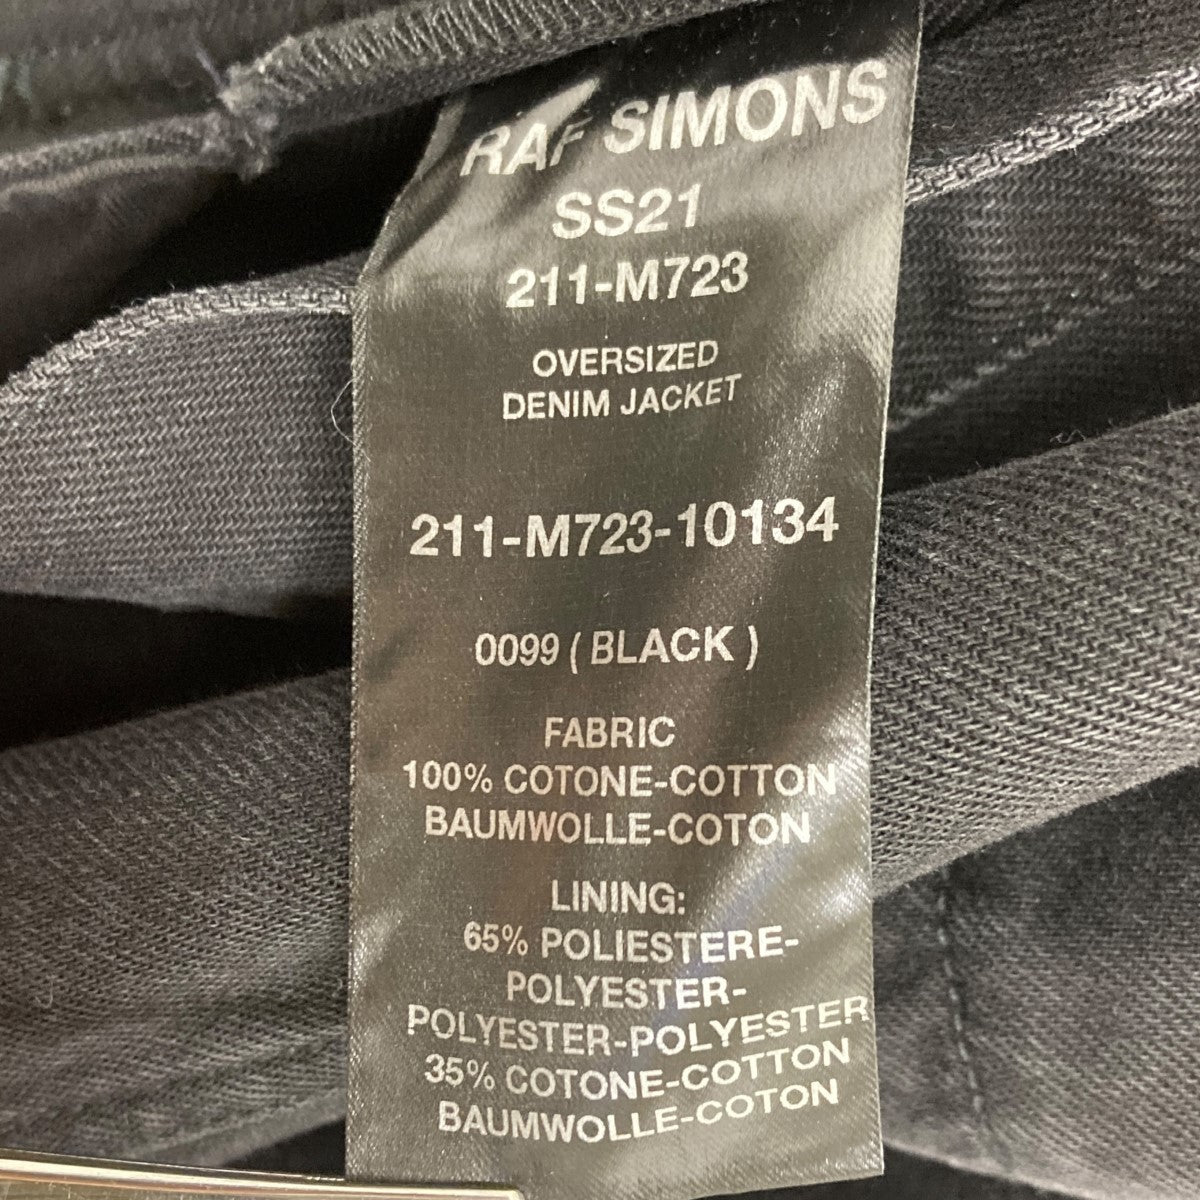 RAF SIMONS
SS21
211-M723
OVERSIZED
DENIM JACKET
211-M723-10134
0099 ( BLACK )
FABRIC
100% COTONE-COTTON
BAUMWOLLE-COTON
LINING:
65% POLIESTERE-
POLYESTER-
POLYESTER-POLYESTER
35% COTONE-COTTON
BAUMWOLLE-COTON